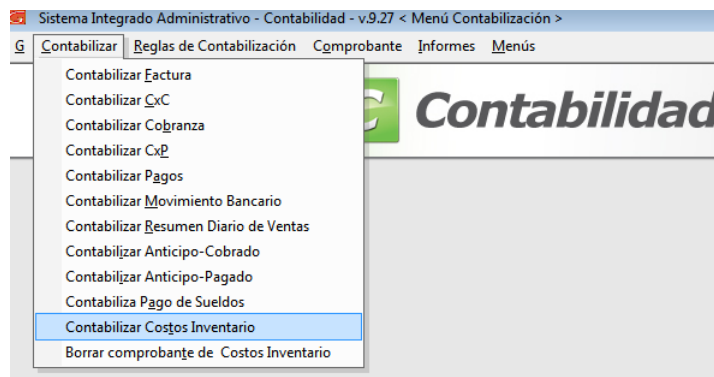 Sistema Integrado Administrativo - Contabilidad - v.9.27 < Menú Contabilización >
G Contabilizar Reglas de Contabilización Comprobante Informes Menús
Contabilidad
Contabilizar Factura
Contabilizar CxC
Contabilizar Cobranza
Contabilizar CxP
Contabilizar Pagos
Contabilizar Movimiento Bancario
Contabilizar Resumen Diario de Ventas
Contabilizar Anticipo-Cobrado
Contabilizar Anticipo-Pagado
Contabiliza Pago de Sueldos
Contabilizar Costos Inventario
Borrar comprobante de Costos Inventario